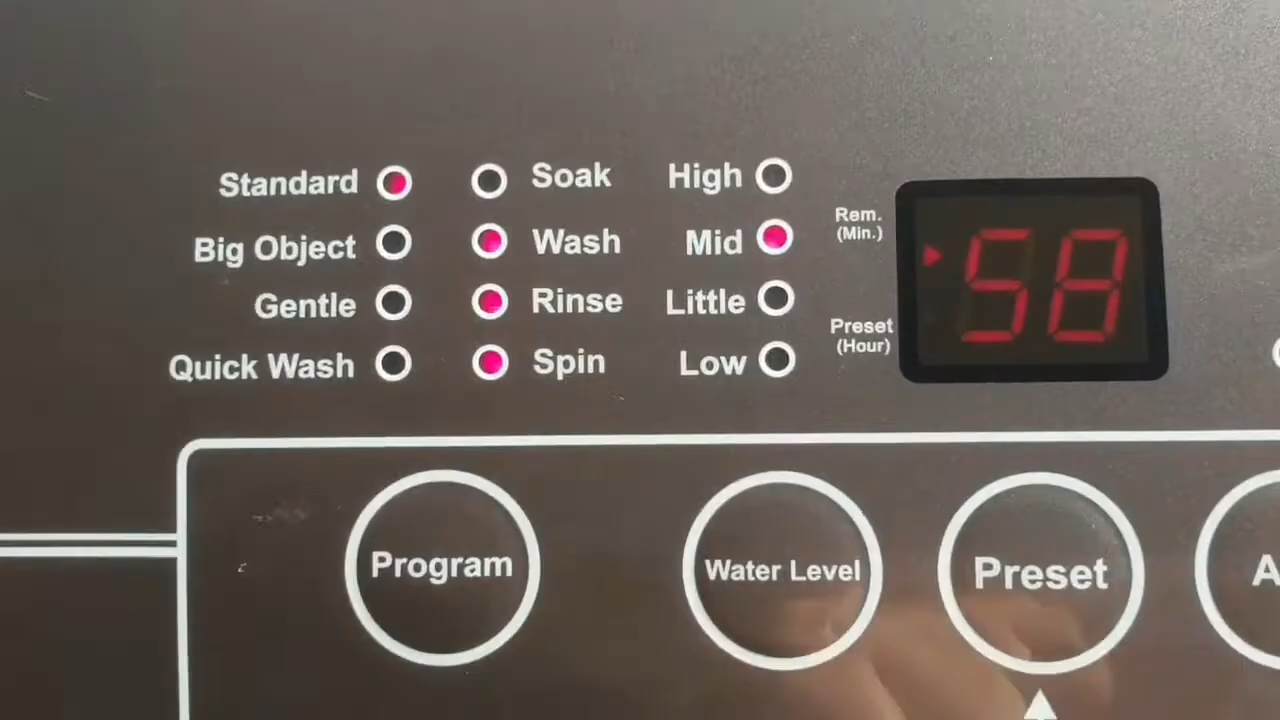 Standard
Soak
High
Big Object
Wash
Mid
Gentle
Rinse
Little
Quick Wash
Spin
Low
Rem.
(Min.)
Preset
(Hour)
58
Program
Water Level
Preset